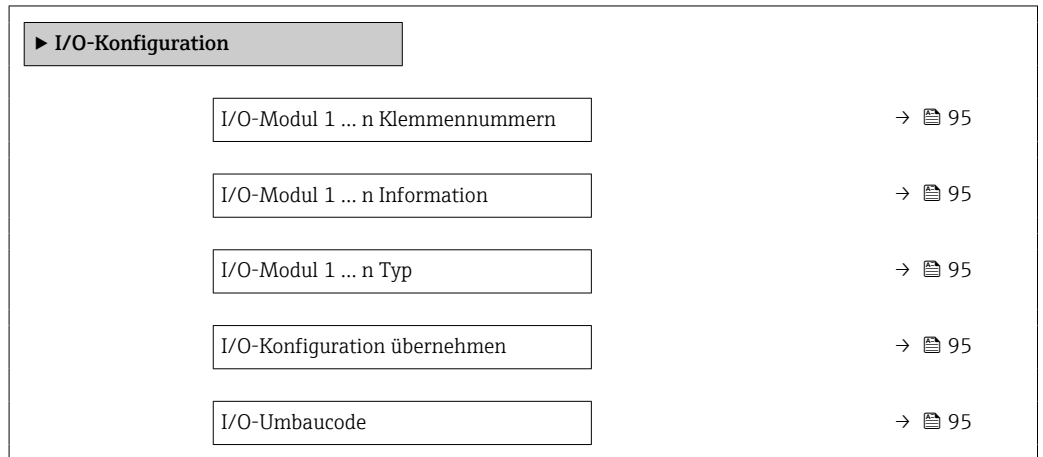 ► I/O-Konfiguration
I/O-Modul 1 ... n Klemmennummern → 95
I/O-Modul 1 ... n Information → 95
I/O-Modul 1 ... n Typ → 95
I/O-Konfiguration übernehmen → 95
I/O-Umbaucode → 95